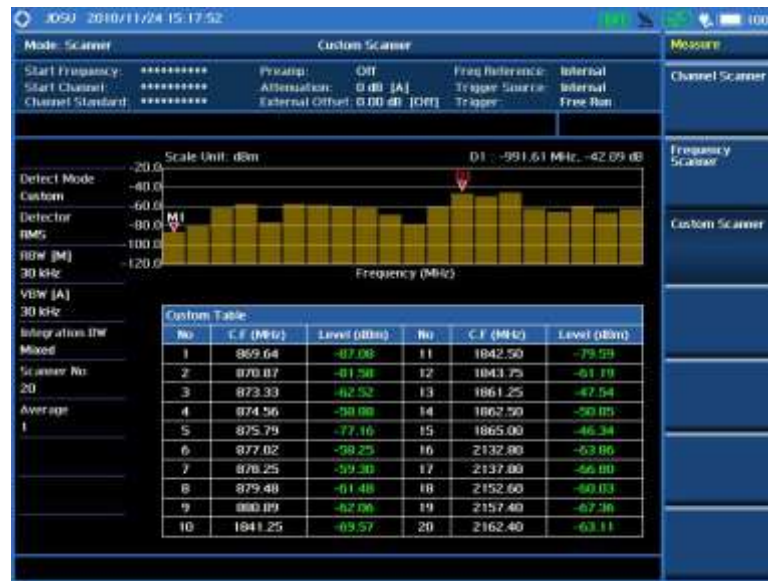 JDSU 2010/11/24 15:17:52
100
Mode: Scanner Custom Scanner
Measure
Start Frequency: ********** Preamp: Off Freq Reference: Internal
Start Channel: ********** Attenuation: 0 dB [A] Trigger Source: Internal
Channel Standard: ********** External Offset: 0.00 dB [Off] Trigger: Free Run
Channel Scanner
Frequency Scanner
Custom Scanner
Scale Unit: dBm D1 : -991.61 MHz, -42.09 dB
-20.0
-40.0
-60.0
-80.0
-100.0
-120.0
M1
D1
Frequency (MHz)
Detect Mode
Custom
Detector
RMS
RBW [M]
30 kHz
VBW [A]
30 kHz
Integration BW
Mixed
Scanner No
20
Average
1
Custom Table
No C.F (MHz) Level (dBm) No C.F (MHz) Level (dBm)
1 869.64 -87.08 11 1842.50 -79.59
2 870.87 -81.58 12 1843.75 -61.79
3 873.33 -62.52 13 1861.25 -47.54
4 874.56 14 1862.50 -50.05
5 875.79 -77.16 15 1865.00 -46.34
6 877.02 -58.25 16 2132.80 -63.86
7 878.25 -59.30 17 2137.80 -66.80
8 879.48 -61.48 18 2152.60 -60.03
9 880.89 -62.06 19 2157.40 -67.36
10 1841.25 -69.57 20 2162.40 -63.11